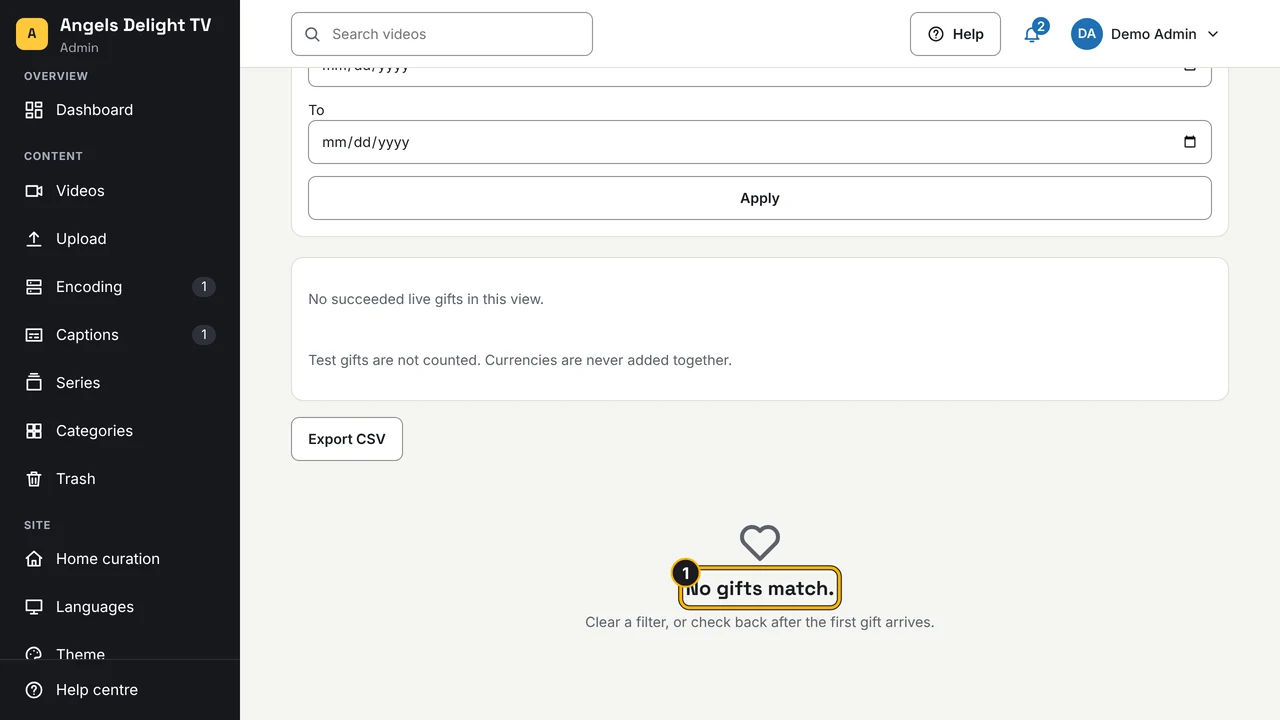 A
Angels Delight TV
Admin
OVERVIEW
Dashboard
CONTENT
Videos
Upload
Encoding 1
Captions 1
Series
Categories
Trash
SITE
Home curation
Languages
Theme
Help centre
Search videos
Help
2
DA
Demo Admin
mm/dd/yyyy
To
mm/dd/yyyy
Apply
No succeeded live gifts in this view.
Test gifts are not counted. Currencies are never added together.
Export CSV
1
No gifts match.
Clear a filter, or check back after the first gift arrives.